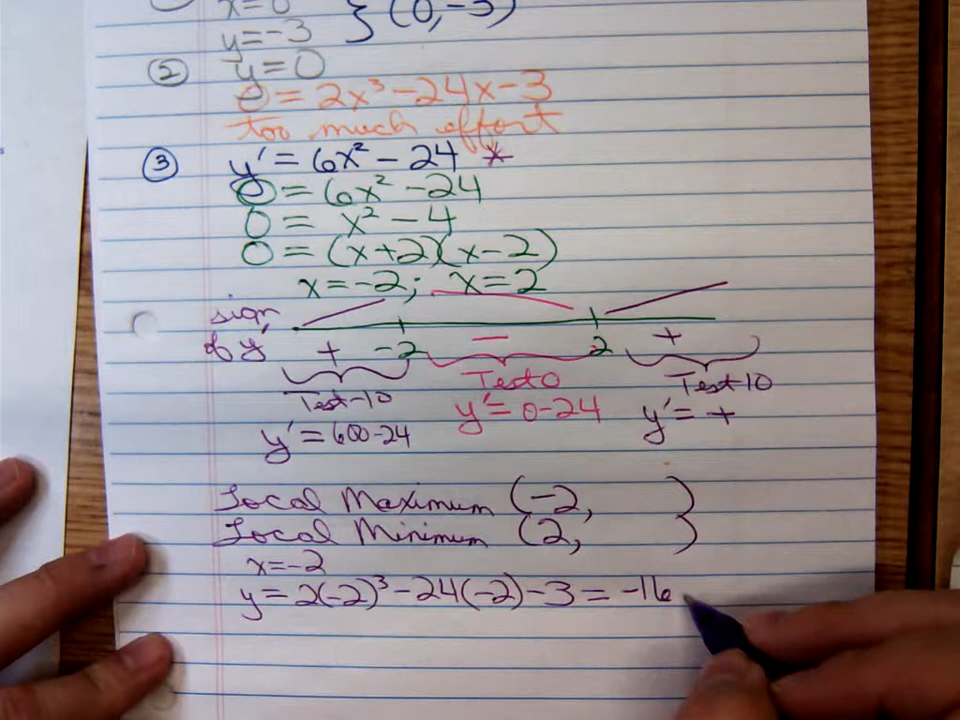 x=0
y=-3 } (0,-3)
② y=0
0 = 2x³-24x-3
too much effort
③ y' = 6x² - 24 *
0 = 6x² - 24
0 = x² - 4
0 = (x+2)(x-2)
x=-2; x=2
sign
of y' + -2 - 2 +
Test -10 Test 0 Test 10
y' = 600-24 y' = 0-24 y' = +
Local Maximum (-2, )
Local Minimum (2, )
x=-2
y = 2(-2)³ - 24(-2) - 3 = -16